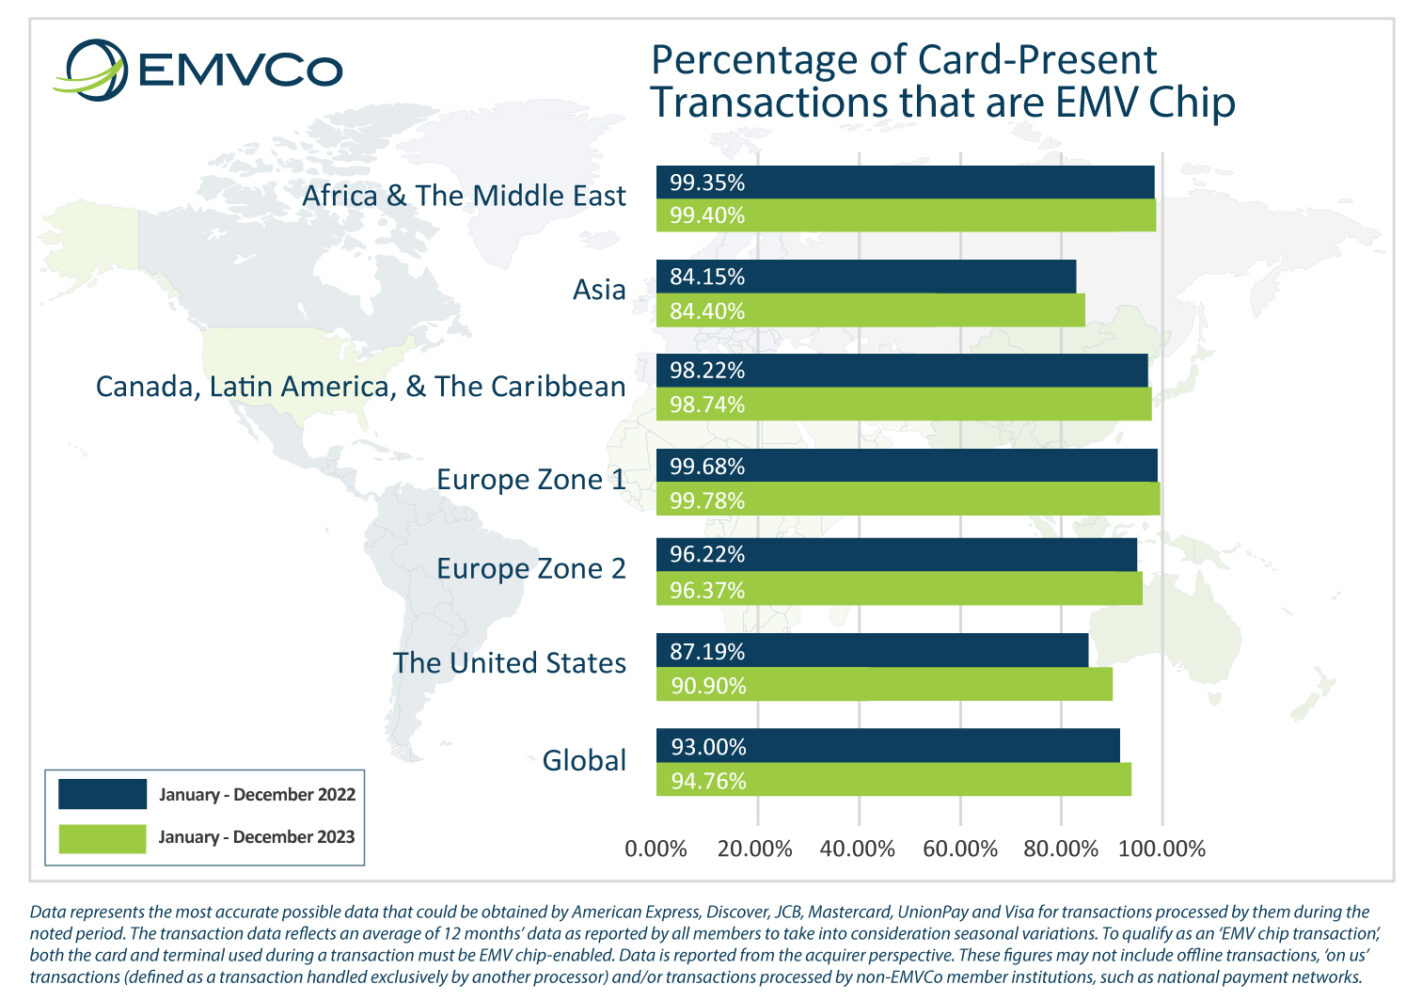 EMVCo
Percentage of Card-Present
Transactions that are EMV Chip
Africa & The Middle East
99.35%
99.40%
Asia
84.15%
84.40%
Canada, Latin America, & The Caribbean
98.22%
98.74%
Europe Zone 1
99.68%
99.78%
Europe Zone 2
96.22%
96.37%
The United States
87.19%
90.90%
Global
93.00%
94.76%
January - December 2022
January - December 2023
0.00% 20.00% 40.00% 60.00% 80.00% 100.00%
Data represents the most accurate possible data that could be obtained by American Express, Discover, JCB, Mastercard, UnionPay and Visa for transactions processed by them during the
noted period. The transaction data reflects an average of 12 months’ data as reported by all members to take into consideration seasonal variations. To qualify as an ‘EMV chip transaction’,
both the card and terminal used during a transaction must be EMV chip-enabled. Data is reported from the acquirer perspective. These figures may not include offline transactions, ‘on us’
transactions (defined as a transaction handled exclusively by another processor) and/or transactions processed by non-EMVCo member institutions, such as national payment networks.